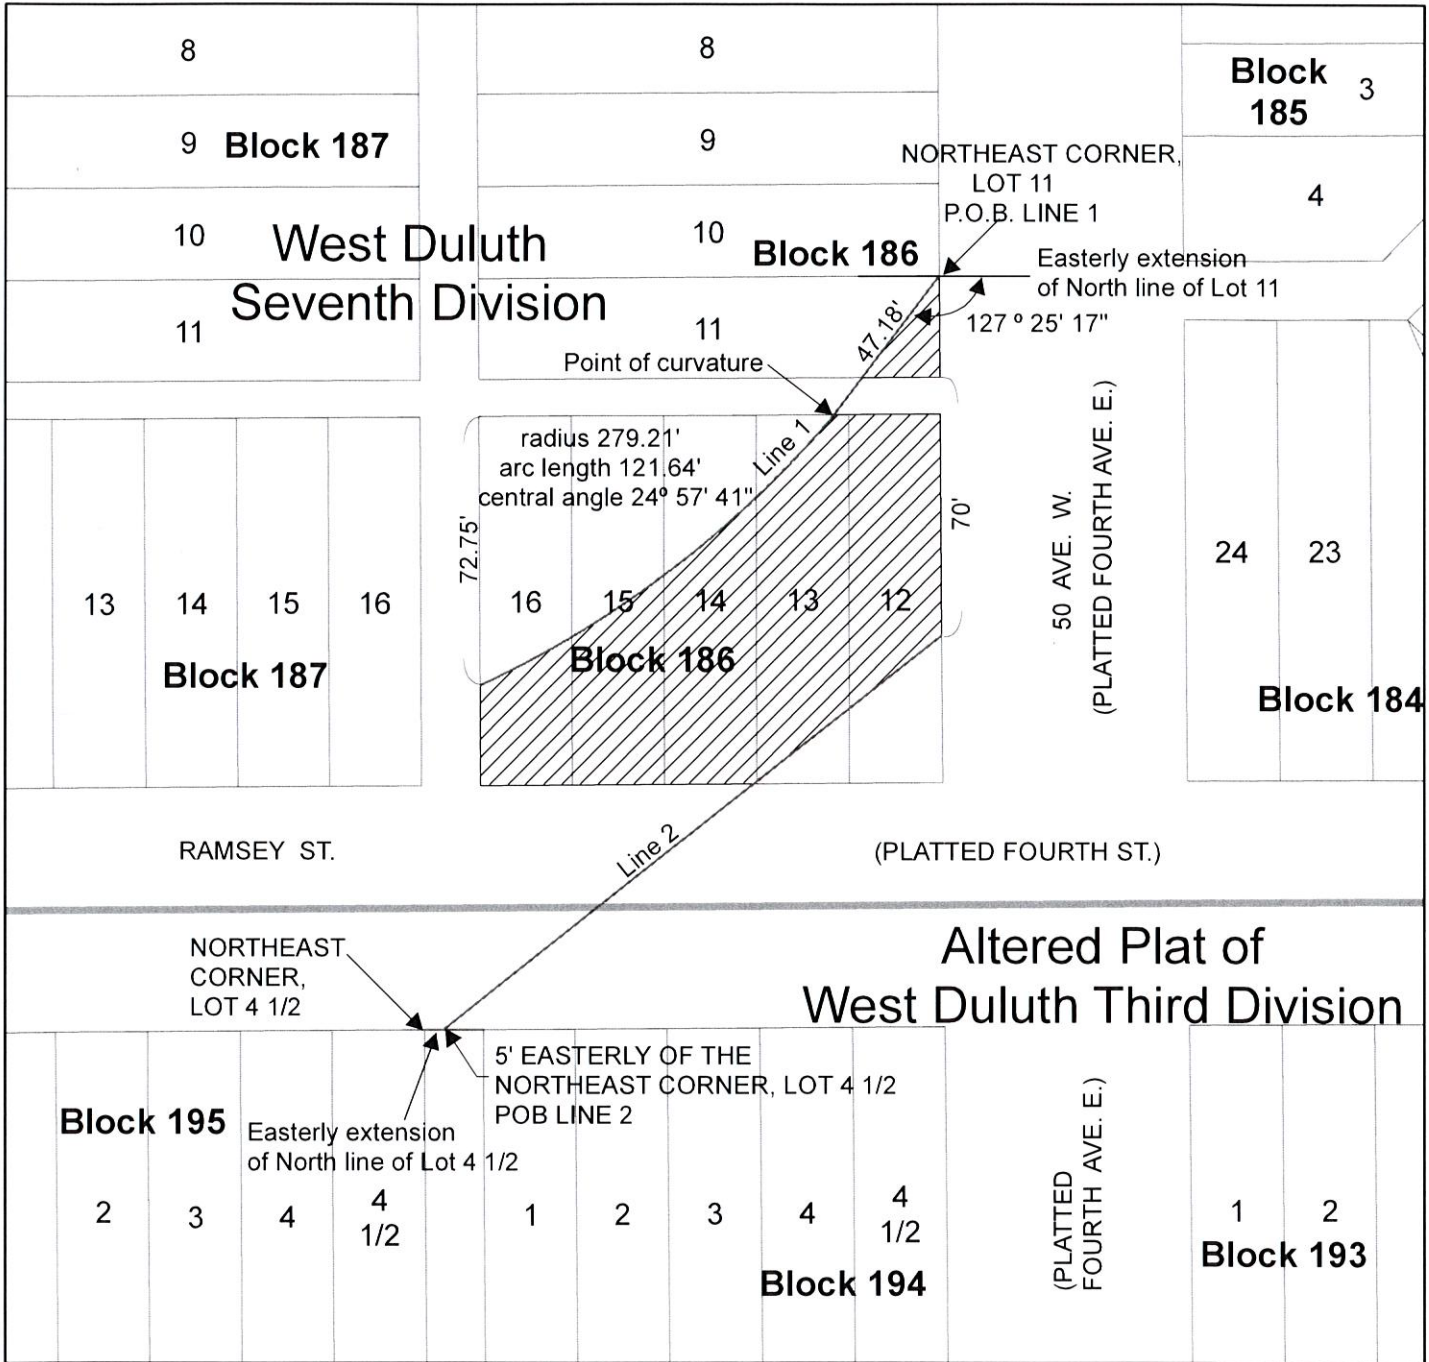 8
8
Block
185
3
9
Block 187
9
NORTHEAST CORNER,
LOT 11
P.O.B. LINE 1
4
10
West Duluth
Seventh Division
10
Block 186
Easterly extension
of North line of Lot 11
11
11
47.18'
127 º 25' 17"
Point of curvature
radius 279.21'
arc length 121.64'
central angle 24º 57' 41"
Line 1
72.75'
70'
50 AVE. W.
(PLATTED FOURTH AVE. E.)
24
23
13
14
15
16
16
15
14
13
12
Block 187
Block 186
Block 184
RAMSEY ST.
Line 2
(PLATTED FOURTH ST.)
NORTHEAST
CORNER,
LOT 4 1/2
Altered Plat of
West Duluth Third Division
5' EASTERLY OF THE
NORTHEAST CORNER, LOT 4 1/2
POB LINE 2
Block 195
Easterly extension
of North line of Lot 4 1/2
2
3
4
4
1/2
1
2
3
4
4
1/2
(PLATTED
FOURTH AVE. E.)
1
2
Block 193
Block 194